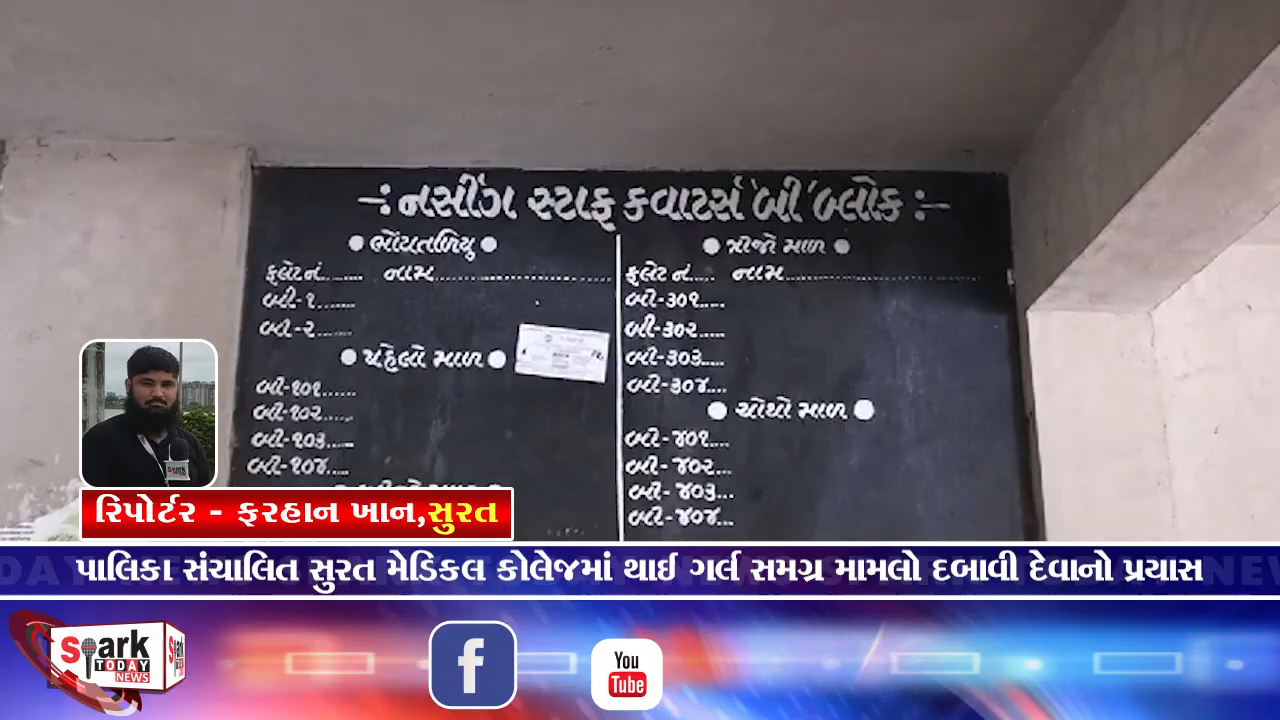 -: નર્સીંગ સ્ટાફ કવાટર્સ 'બી' બ્લોક :-
ભોંયતળિયુ
ફ્લેટ નં....... નામ
બી-૧.......
બી-૨......
પહેલો માળ
બી-૧૦૧......
બી-૧૦૨......
બી-૧૦૩.....
બી-૧૦૪.....
ત્રીજો માળ
ફ્લેટ નં..... નામ
બી-૩૦૧.....
બી-૩૦૨.....
બી-૩૦૩....
બી-૩૦૪....
ચોથો માળ
બી-૪૦૧...
બી-૪૦૨...
બી-૪૦૩...
બી-૪૦૪...
રિપોર્ટર - ફરહાન ખાન,સુરત
પાલિકા સંચાલિત સુરત મેડિકલ કોલેજમાં થાઈ ગર્લ સમગ્ર મામલો દબાવી દેવાનો પ્રયાસ
Spark
TODAY
NEWS
f
You
Tube